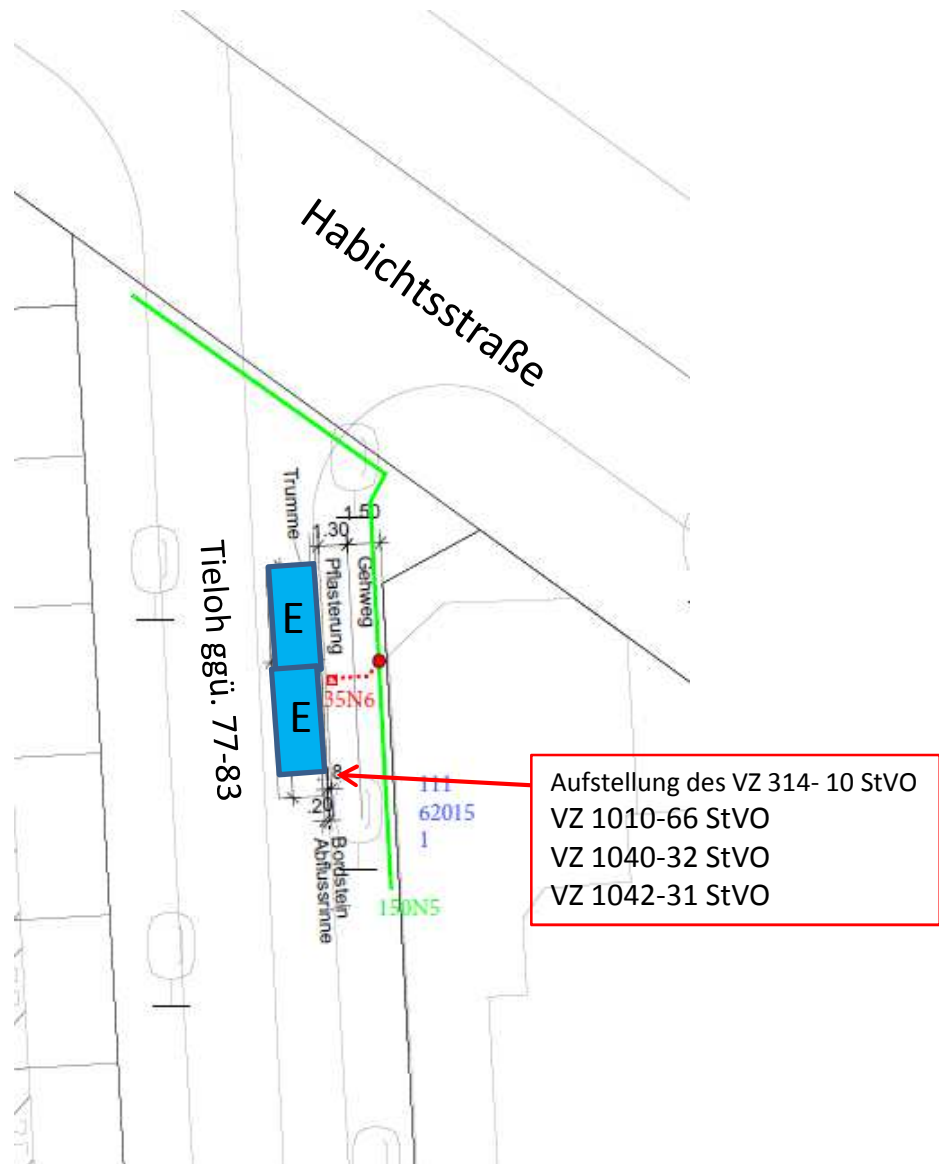 Habichtsstraße
Trumme
1.50
1.30
Pflasterung
Gehweg
Tieloh ggü. 77-83
E
E
35N6
Aufstellung des VZ 314- 10 StVO
VZ 1010-66 StVO
VZ 1040-32 StVO
VZ 1042-31 StVO
111
62015
1
Bordstein
Abflussrinne
150N5